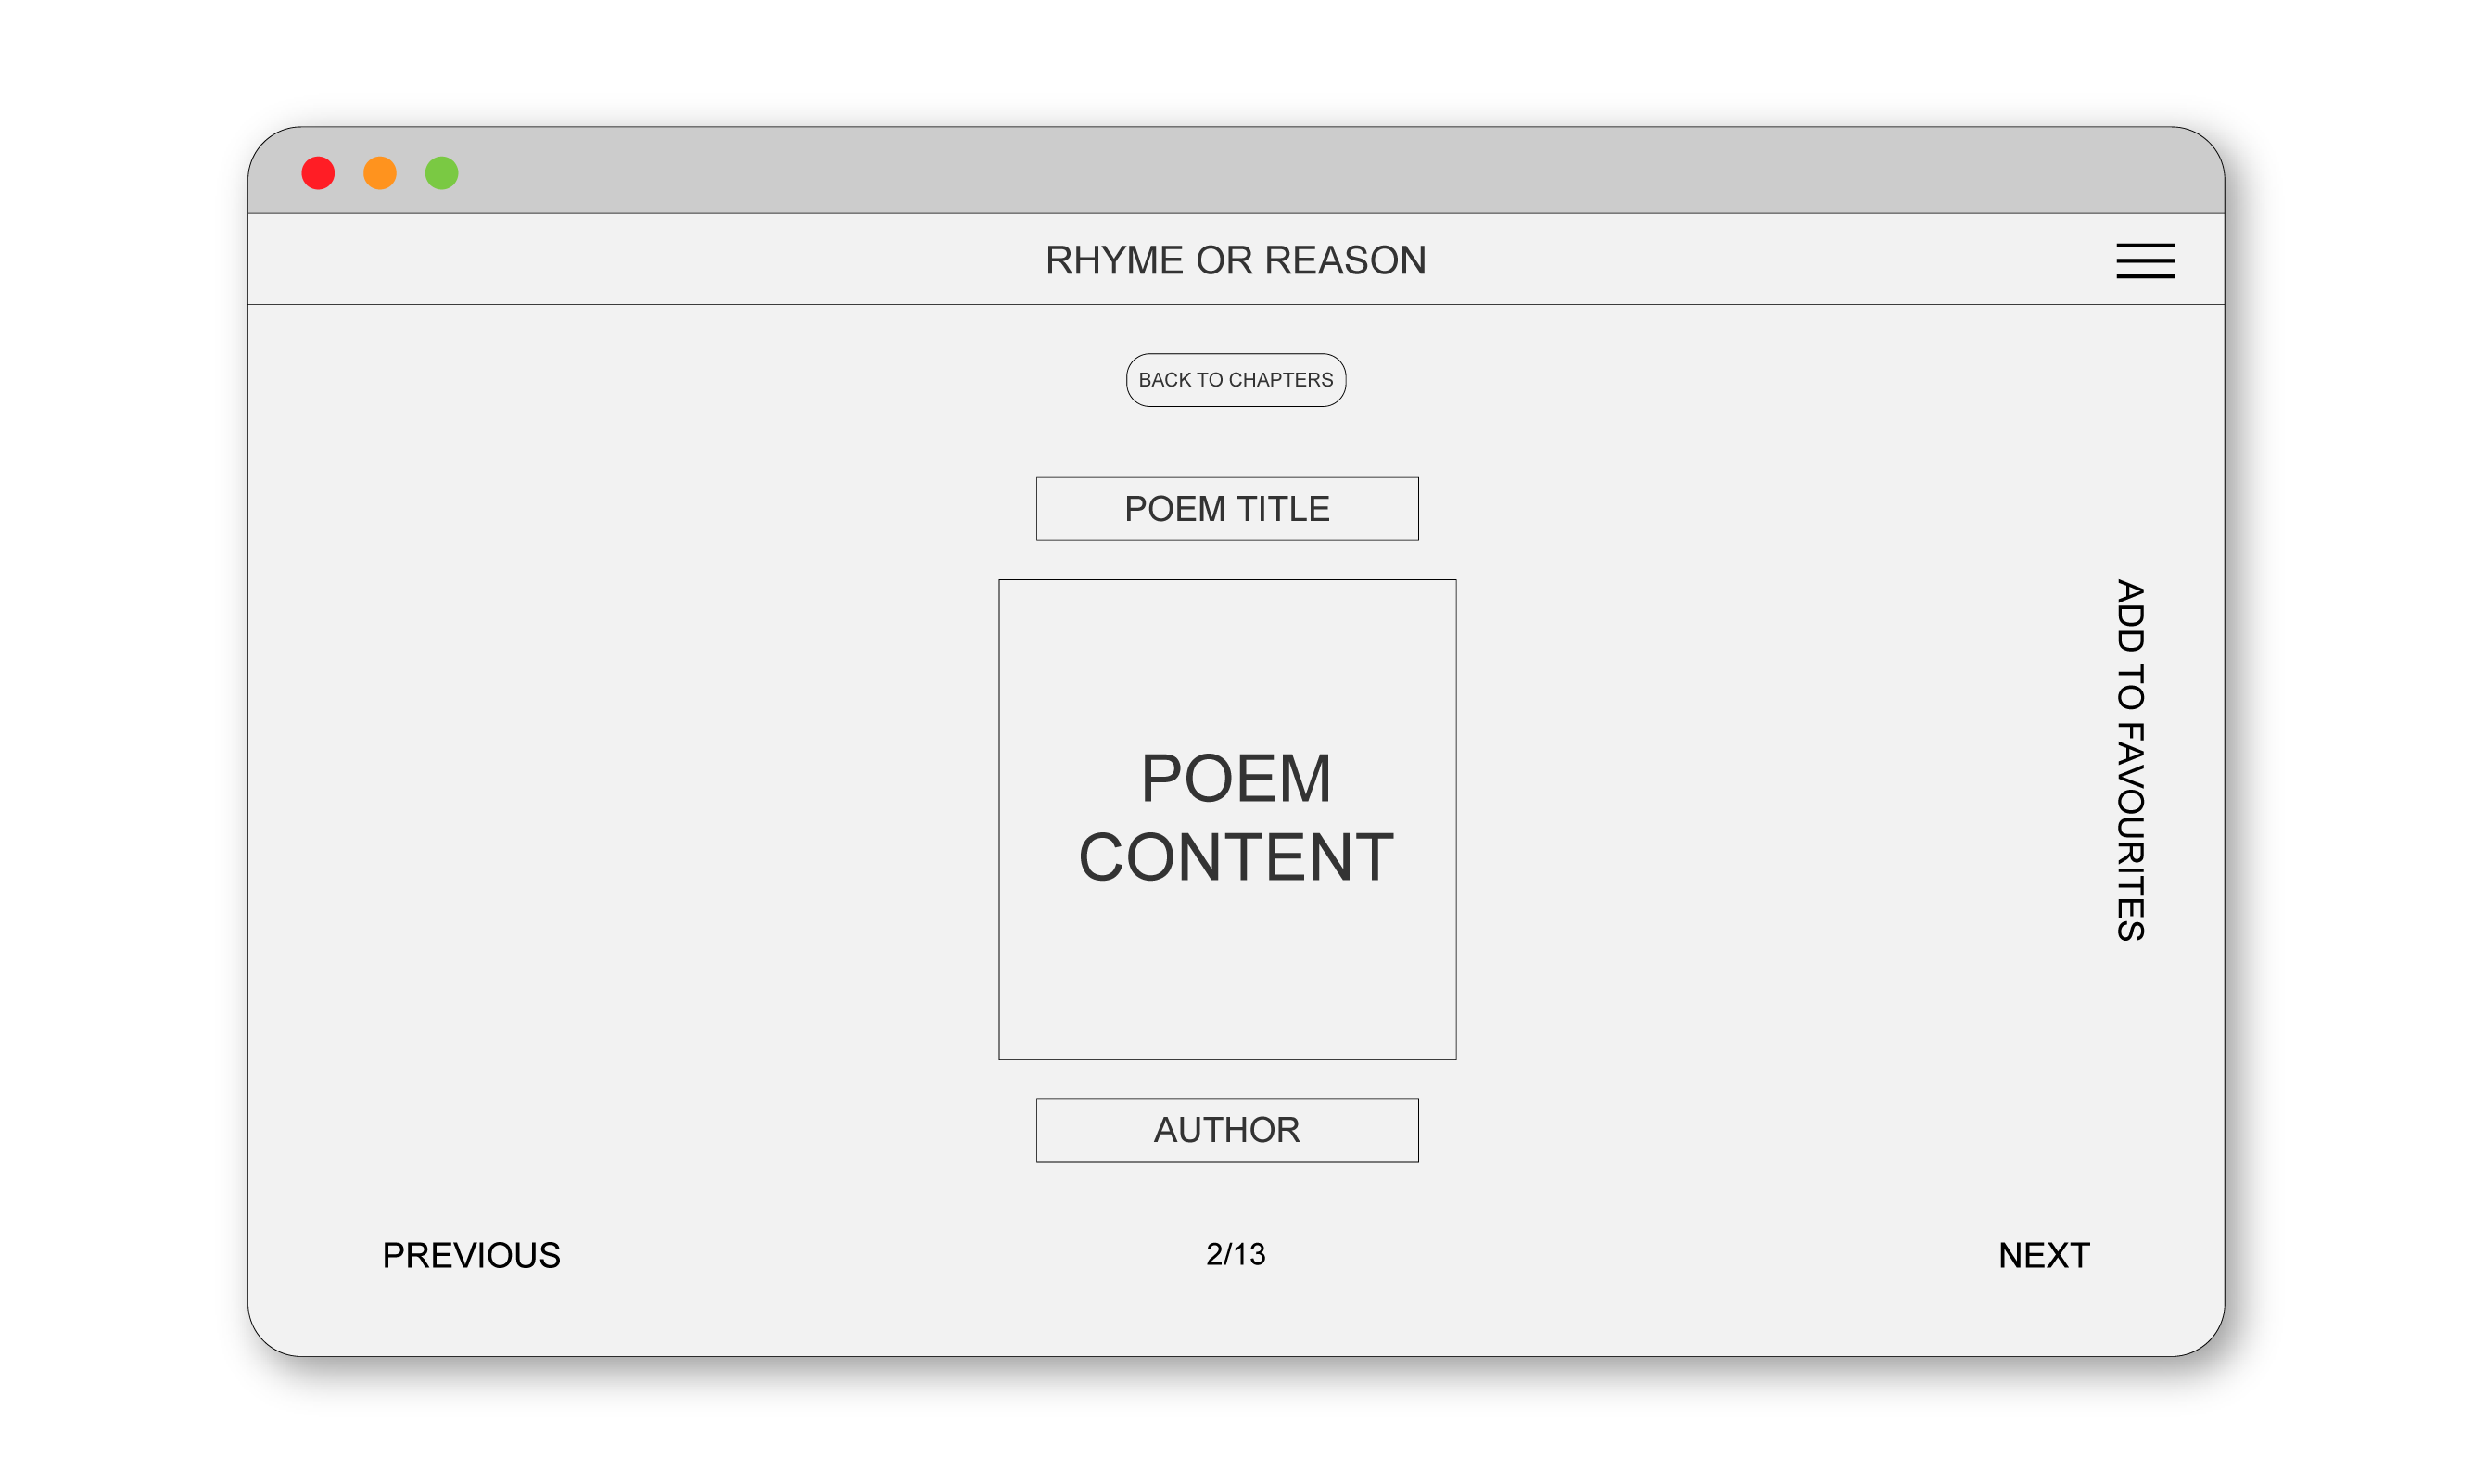 RHYME OR REASON
BACK TO CHAPTERS
POEM TITLE
POEM
CONTENT
ADD TO FAVOURITES
AUTHOR
PREVIOUS
2/13
NEXT